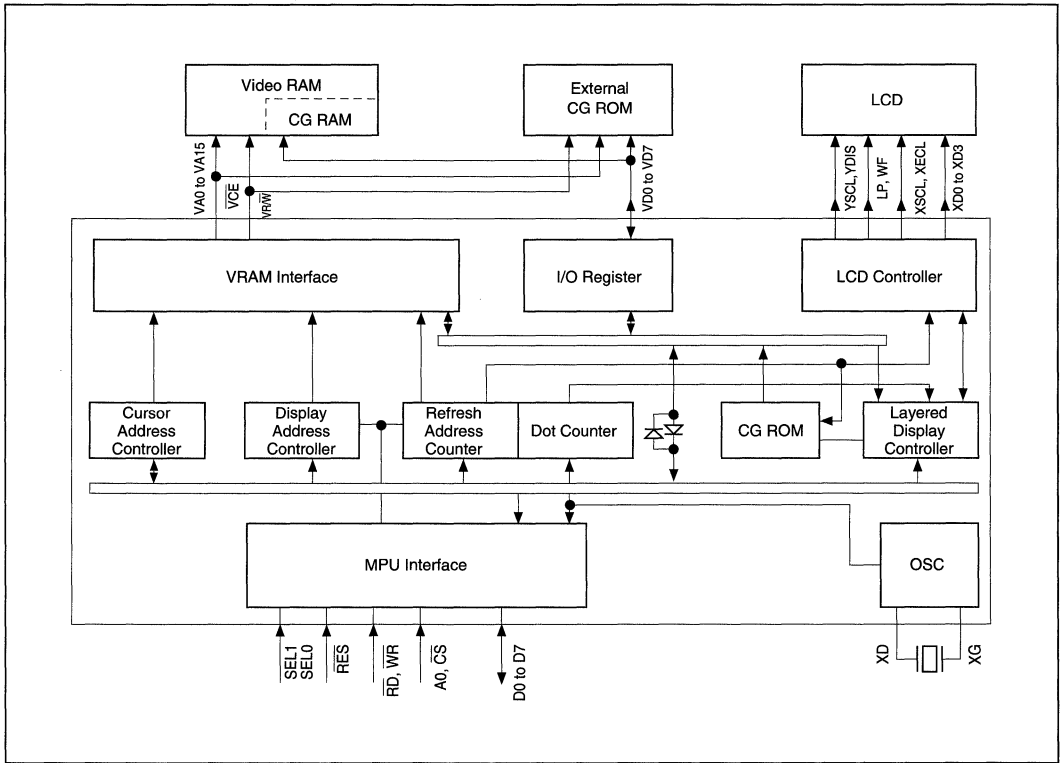 Video RAM
CG RAM
External
CG ROM
LCD
VA0 to VA15
VCE
VR/W
VD0 to VD7
YSCL,YDIS
LP, WF
XSCL, XECL
XD0 to XD3
VRAM Interface
I/O Register
LCD Controller
Cursor
Address
Controller
Display
Address
Controller
Refresh
Address
Counter
Dot Counter
CG ROM
Layered
Display
Controller
MPU Interface
OSC
SEL1
SEL0
RES
RD, WR
A0, CS
D0 to D7
XD
XG